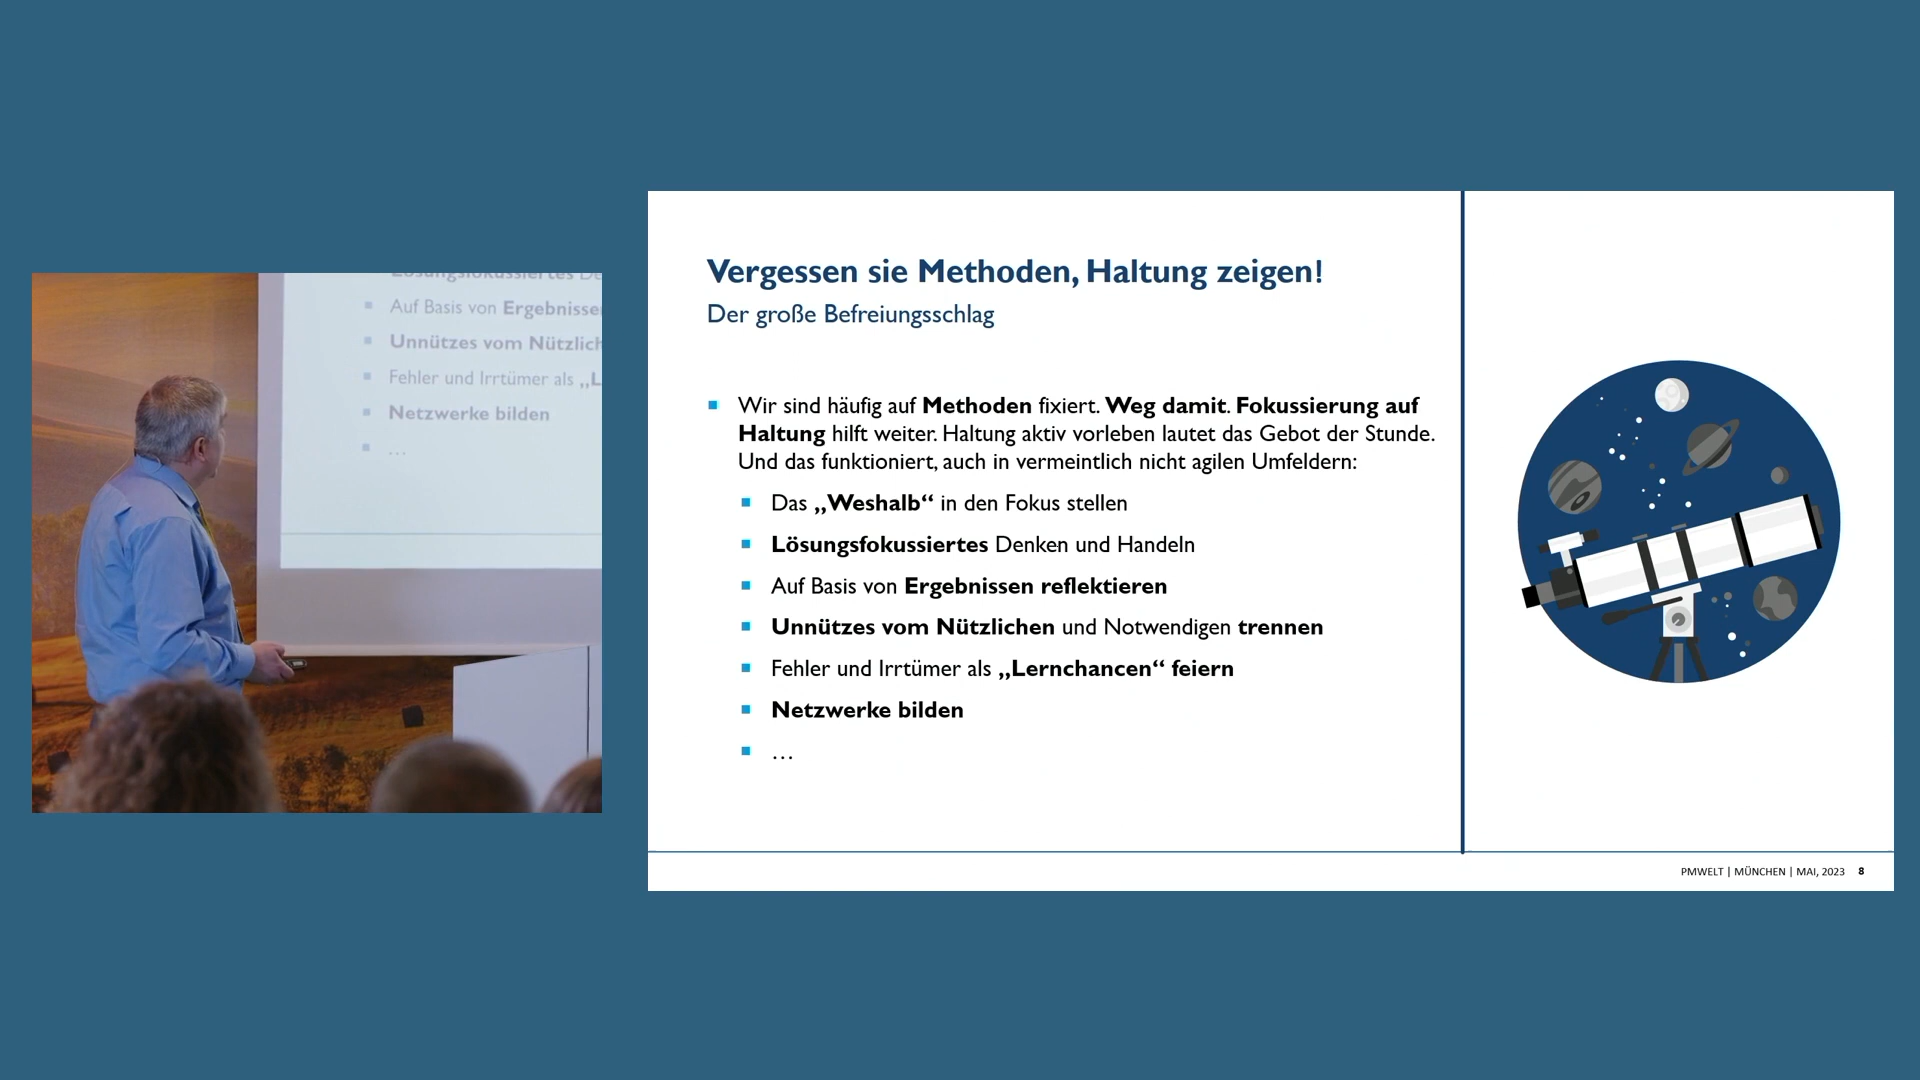 Lösungsfokussiertes De
Auf Basis von Ergebnisse
Unnützes vom Nützlich
Fehler und Irrtümer als „L
Netzwerke bilden
...
Vergessen sie Methoden, Haltung zeigen!
Der große Befreiungsschlag
Wir sind häufig auf Methoden fixiert. Weg damit. Fokussierung auf
Haltung hilft weiter. Haltung aktiv vorleben lautet das Gebot der Stunde.
Und das funktioniert, auch in vermeintlich nicht agilen Umfeldern:
Das „Weshalb“ in den Fokus stellen
Lösungsfokussiertes Denken und Handeln
Auf Basis von Ergebnissen reflektieren
Unnützes vom Nützlichen und Notwendigen trennen
Fehler und Irrtümer als „Lernchancen“ feiern
Netzwerke bilden
...
PMWELT | MÜNCHEN | MAI, 2023 8